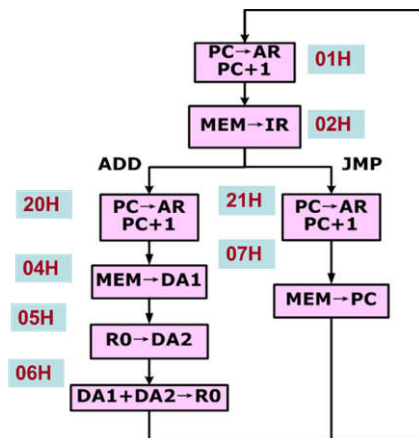 PC→AR
PC+1
01H
MEM→IR
02H
ADD
JMP
20H
PC→AR
PC+1
21H
PC→AR
PC+1
04H
MEM→DA1
07H
MEM→PC
05H
R0→DA2
06H
DA1+DA2→R0